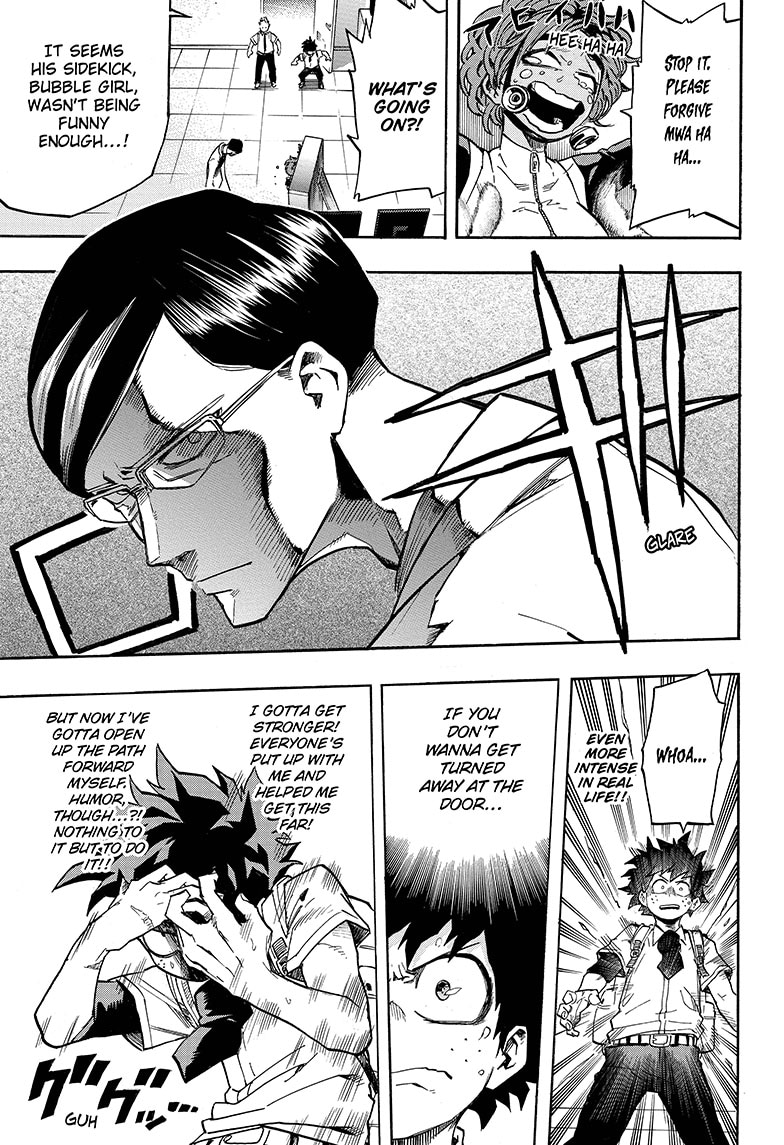 STOP IT.
PLEASE
FORGIVE
MWA HA
HA...
HEE HA HA
WHAT'S
GOING
ON?!
IT SEEMS
HIS SIDEKICK,
BUBBLE GIRL,
WASN'T BEING
FUNNY
ENOUGH...!
GLARE
WHOA...
EVEN
MORE
INTENSE
IN REAL
LIFE!!
IF YOU
DON'T
WANNA GET
TURNED
AWAY AT THE
DOOR...
I GOTTA GET
STRONGER!
EVERYONE'S
PUT UP WITH
ME AND
HELPED ME
GET THIS
FAR!
BUT NOW I'VE
GOTTA OPEN
UP THE PATH
FORWARD
MYSELF.
HUMOR,
THOUGH...?!
NOTHING TO
IT BUT TO DO
IT!!
グググ
GUH